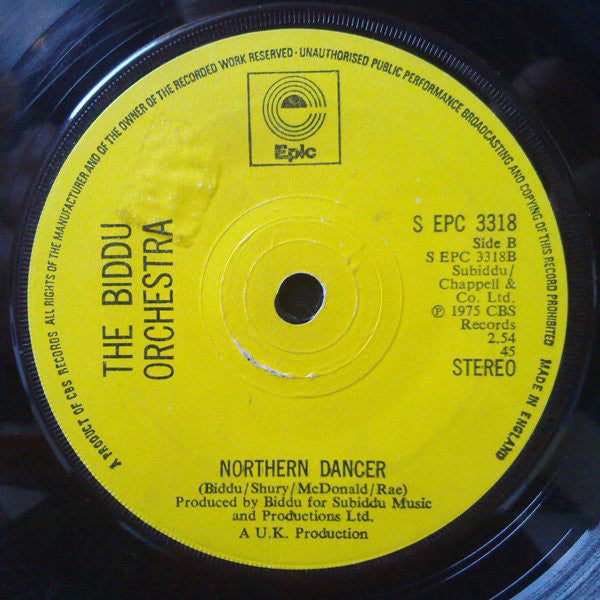 A PRODUCT OF CBS RECORDS ALL RIGHTS OF THE MANUFACTURER AND OF THE OWNER OF THE RECORDED WORK RESERVED · UNAUTHORISED PUBLIC PERFORMANCE BROADCASTING AND COPYING OF THIS RECORD PROHIBITED MADE IN ENGLAND
Epic
THE BIDDU
ORCHESTRA
S EPC 3318
Side B
S EPC 3318B
Subiddu/
Chappell &
Co. Ltd.
℗ 1975 CBS
Records
2.54
45
STEREO
NORTHERN DANCER
(Biddu/Shury/McDonald/Rae)
Produced by Biddu for Subiddu Music
and Productions Ltd.
A U.K. Production